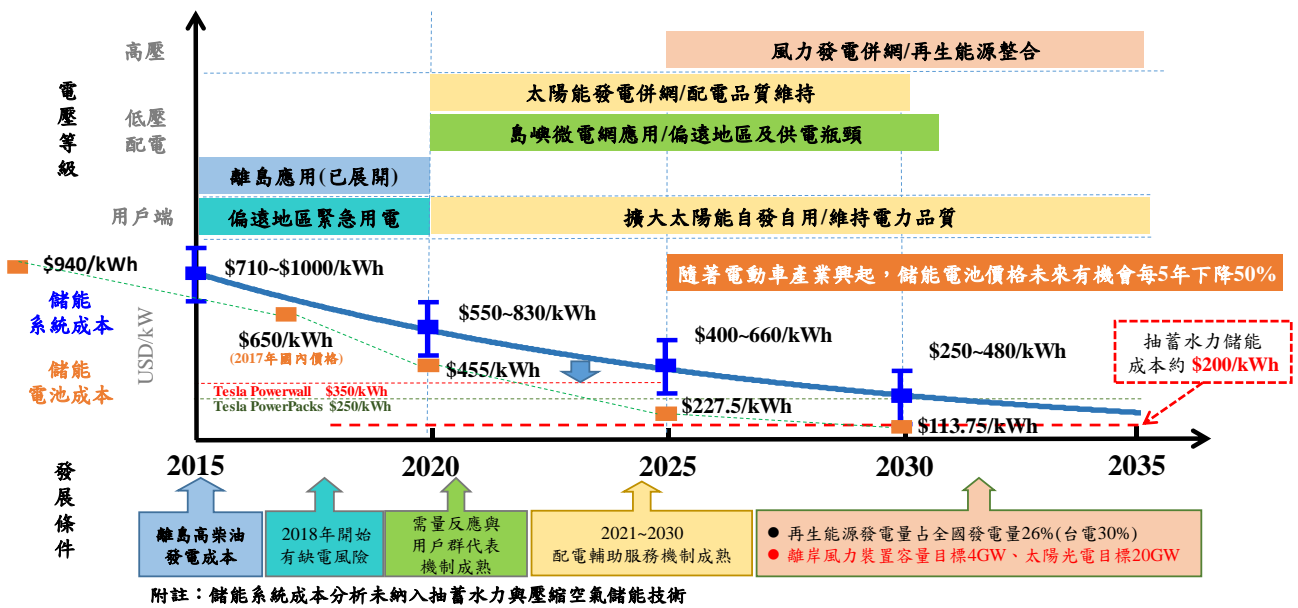 高壓
風力發電併網/再生能源整合
電壓等級
太陽能發電併網/配電品質維持
低壓
配電
島嶼微電網應用/偏遠地區及供電瓶頸
離島應用(已展開)
用戶端
偏遠地區緊急用電
擴大太陽能自發自用/維持電力品質
$940/kWh
$710~$1000/kWh
隨著電動車產業興起，儲能電池價格未來有機會每5年下降50%
儲能
系統成本
USD/kW
$550~830/kWh
$400~660/kWh
$650/kWh
(2017年國內價格)
$250~480/kWh
抽蓄水力儲能
成本約 $200/kWh
儲能
電池成本
$455/kWh
Tesla Powerwall $350/kWh
Tesla PowerPacks $250/kWh
$227.5/kWh
$113.75/kWh
2015
2020
2025
2030
2035
發展條件
離島高柴油
發電成本
2018年開始
有缺電風險
需量反應與
用戶群代表
機制成熟
2021~2030
配電輔助服務機制成熟
● 再生能源發電量占全國發電量26%(台電30%)
● 離岸風力裝置容量目標4GW、太陽光電目標20GW
附註：儲能系統成本分析未納入抽蓄水力與壓縮空氣儲能技術